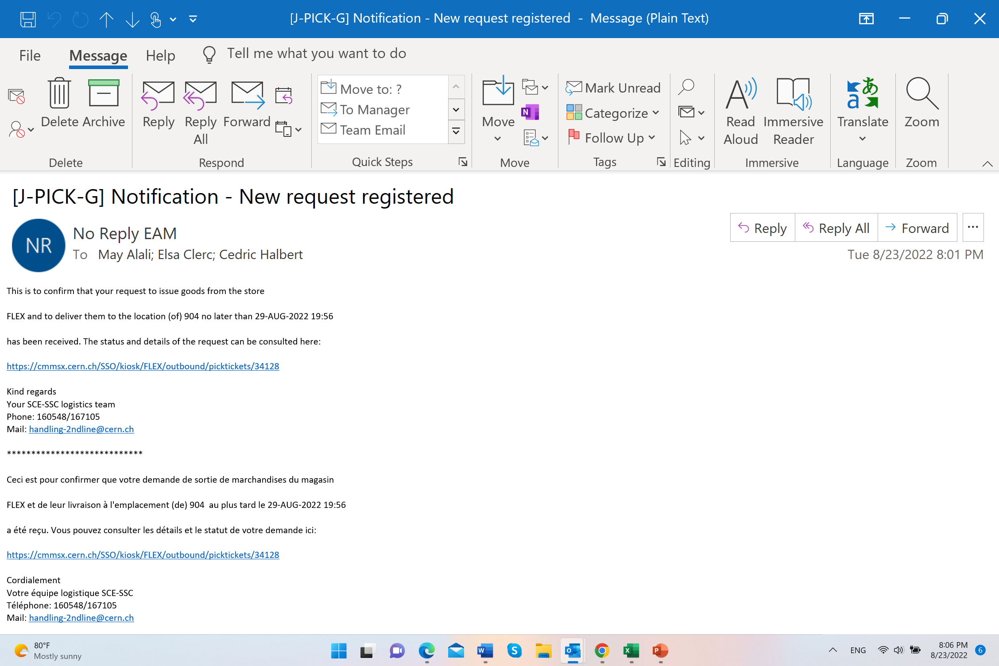 [J-PICK-G] Notification - New request registered - Message (Plain Text)
File Message Help Tell me what you want to do
Delete Archive Reply Reply All Forward
Move to: ?
To Manager
Team Email
Move
Mark Unread
Categorize
Follow Up
Read Aloud
Immersive Reader
Translate
Zoom
Delete Respond Quick Steps Move Tags Editing Immersive Language Zoom
[J-PICK-G] Notification - New request registered
NR
No Reply EAM
To May Alali; Elsa Clerc; Cedric Halbert
Reply Reply All Forward
Tue 8/23/2022 8:01 PM
This is to confirm that your request to issue goods from the store
FLEX and to deliver them to the location (of) 904 no later than 29-AUG-2022 19:56
has been received. The status and details of the request can be consulted here:
https://cmmsx.cern.ch/SSO/kiosk/FLEX/outbound/picktickets/34128
Kind regards
Your SCE-SSC logistics team
Phone: 160548/167105
Mail: handling-2ndline@cern.ch
****************************
Ceci est pour confirmer que votre demande de sortie de marchandises du magasin
FLEX et de leur livraison à l'emplacement (de) 904  au plus tard le 29-AUG-2022 19:56
a été reçu. Vous pouvez consulter les détails et le statut de votre demande ici:
https://cmmsx.cern.ch/SSO/kiosk/FLEX/outbound/picktickets/34128
Cordialement
Votre équipe logistique SCE-SSC
Téléphone: 160548/167105
Mail: handling-2ndline@cern.ch
80°F
Mostly sunny
ENG
8:06 PM
8/23/2022
6